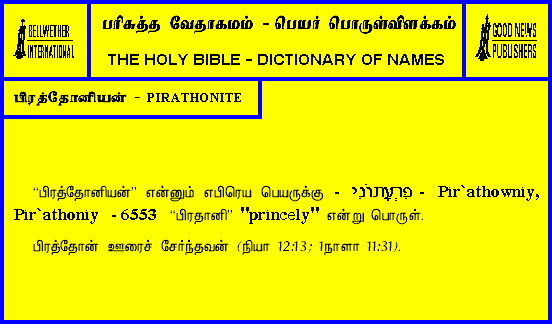 BELLWETHER
INTERNATIONAL
பரிசுத்த வேதாகமம் - பெயர் பொருள்விளக்கம்
THE HOLY BIBLE - DICTIONARY OF NAMES
GOOD NEWS
PUBLISHERS
பிரத்தோனியன் - PIRATHONITE
“பிரத்தோனியன்” என்னும் எபிரெய பெயருக்கு - פִּרְעָתוֹנִי - Pir`athowniy,
Pir`athoniy - 6553 “பிரதானி” "princely" என்று பொருள்.
பிரத்தோன் ஊரைச் சேர்ந்தவன் (நியா 12:13; 1நாளா 11:31).